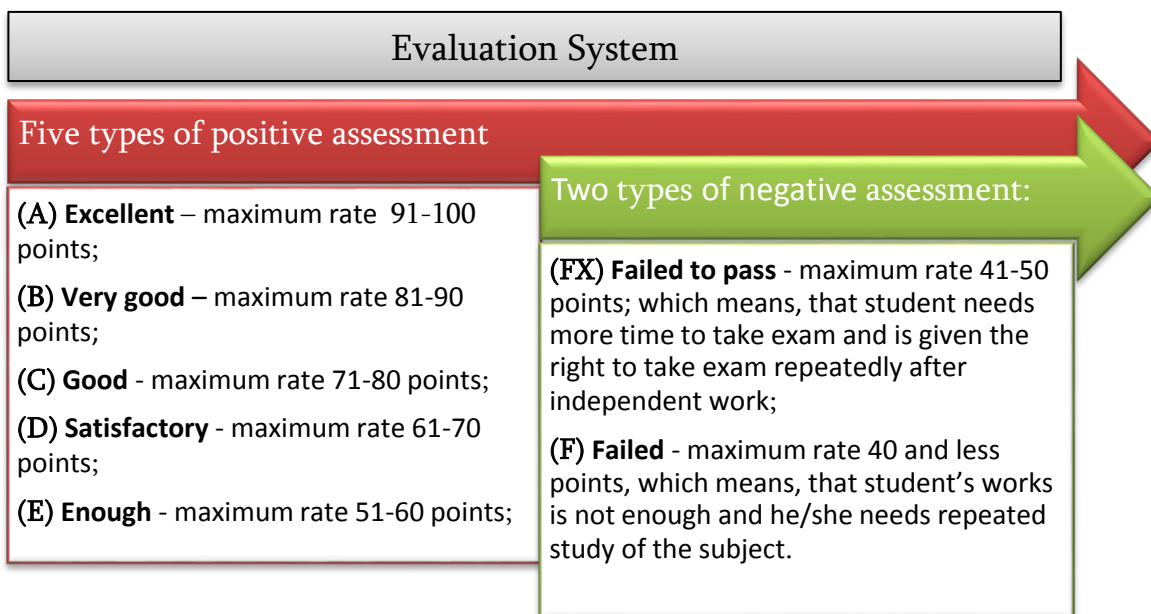 Evaluation System
Five types of positive assessment
(A) Excellent – maximum rate 91-100
points;
(B) Very good – maximum rate 81-90
points;
(C) Good - maximum rate 71-80 points;
(D) Satisfactory - maximum rate 61-70
points;
(E) Enough - maximum rate 51-60 points;
Two types of negative assessment:
(FX) Failed to pass - maximum rate 41-50
points; which means, that student needs
more time to take exam and is given the
right to take exam repeatedly after
independent work;
(F) Failed - maximum rate 40 and less
points, which means, that student’s works
is not enough and he/she needs repeated
study of the subject.